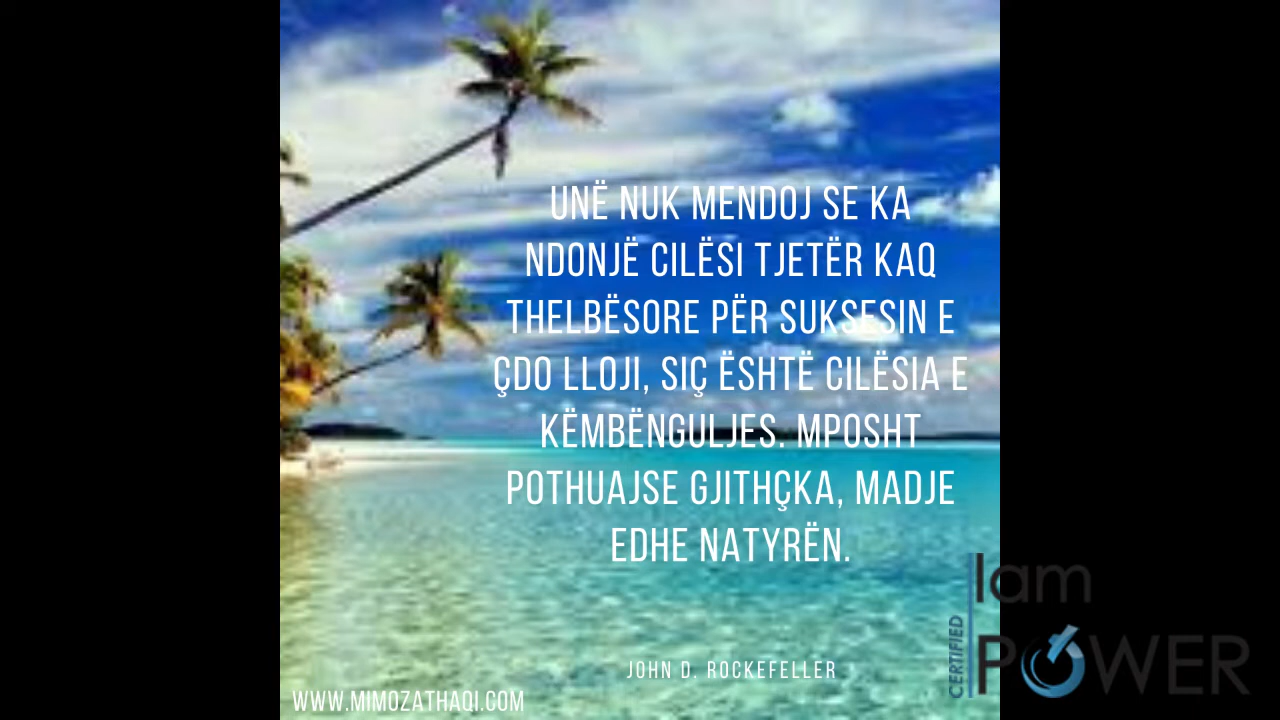 UNË NUK MENDOJ SE KA
NDONJË CILËSI TJETËR KAQ
THELBËSORE PËR SUKSESIN E
ÇDO LLOJI, SIÇ ËSHTË CILËSIA E
KËMBËNGULJES. MPOSHT
POTHUAJSE GJITHÇKA, MADJE
EDHE NATYRËN.
JOHN D. ROCKEFELLER
WWW.MIMOZATHAQI.COM
I am
CERTIFIED
POWER